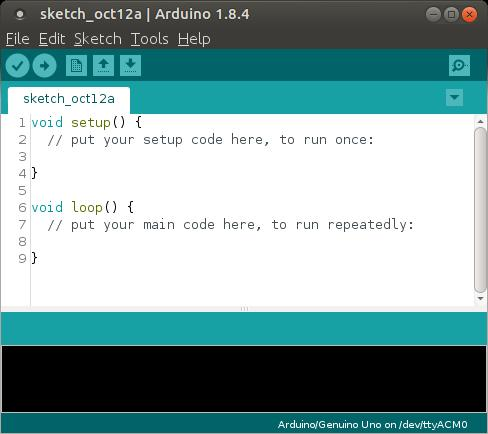 sketch_oct12a | Arduino 1.8.4
File Edit Sketch Tools Help
sketch_oct12a
1 void setup() {
2   // put your setup code here, to run once:
3
4 }
5
6 void loop() {
7   // put your main code here, to run repeatedly:
8
9 }
Arduino/Genuino Uno on /dev/ttyACM0